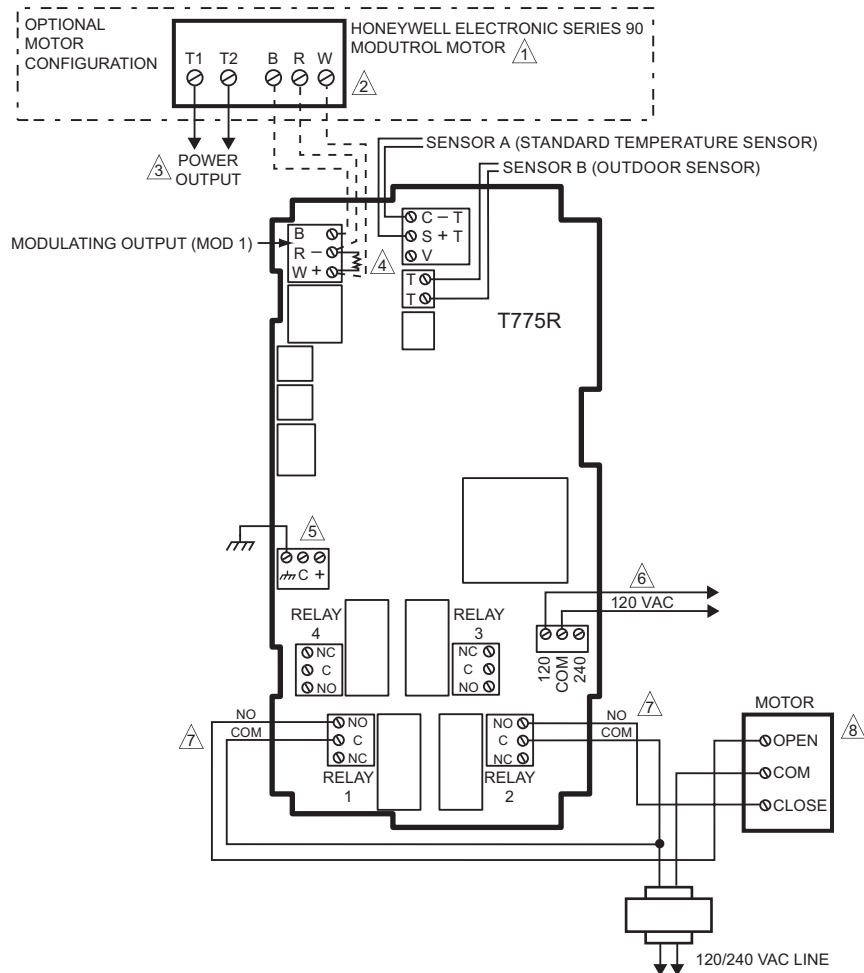 OPTIONAL
MOTOR
CONFIGURATION
HONEYWELL ELECTRONIC SERIES 90
MODUTROL MOTOR 1
T1 T2 B R W
2
3 POWER
OUTPUT
SENSOR A (STANDARD TEMPERATURE SENSOR)
SENSOR B (OUTDOOR SENSOR)
MODULATING OUTPUT (MOD 1)
B
R –
W +
4
C – T
S + T
V
T
T
T775R
5
C +
6
120 VAC
120
COM
240
RELAY
4
NC
C
NO
RELAY
3
NC
C
NO
7
NO
COM
NO
C
NC
RELAY
1
NO
C
NC
RELAY
2
NO
COM
7
MOTOR
8
OPEN
COM
CLOSE
120/240 VAC LINE